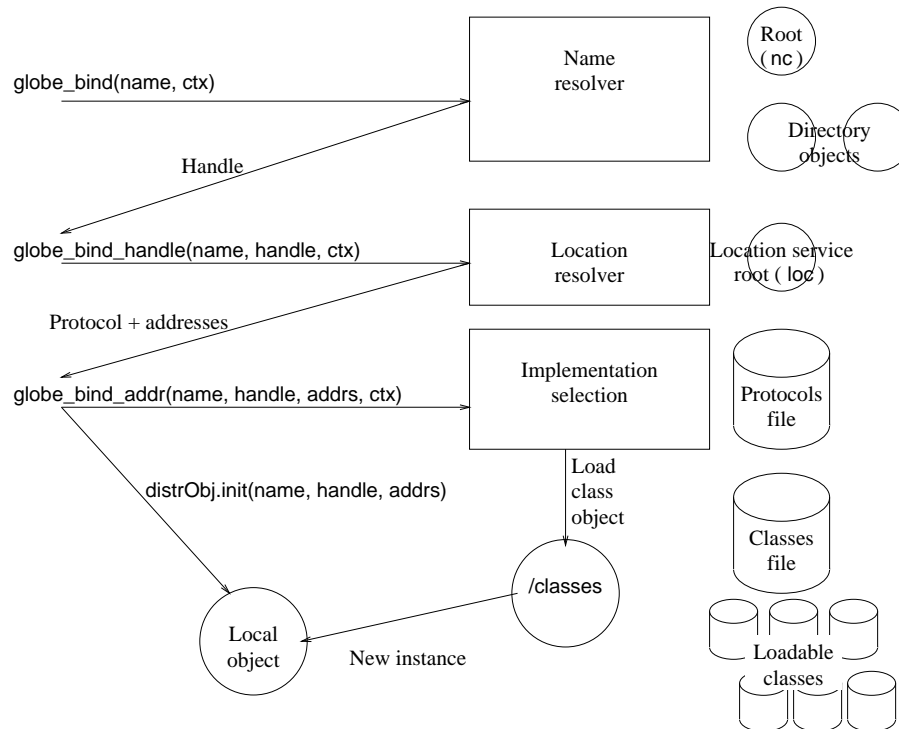 Root
( nc )
globe_bind(name, ctx)
Name
resolver
Directory
objects
Handle
globe_bind_handle(name, handle, ctx)
Location
resolver
Location service
root ( loc )
Protocol + addresses
globe_bind_addr(name, handle, addrs, ctx)
Implementation
selection
Protocols
file
distrObj.init(name, handle, addrs)
Load
class
object
Classes
file
/classes
Local
object
New instance
Loadable
classes